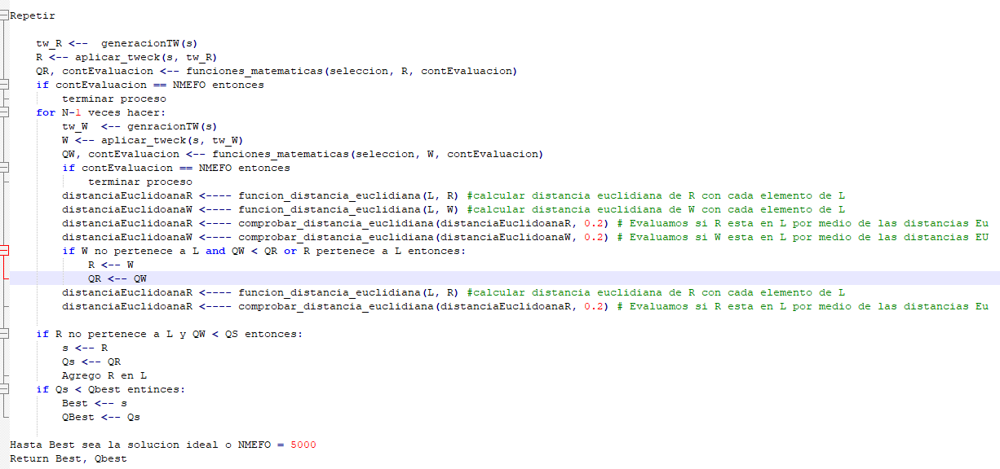 Repetir
tw_R <-- generacionTW(s)
R <-- aplicar_tweck(s, tw_R)
QR, contEvaluacion <-- funciones_matematicas(seleccion, R, contEvaluacion)
if contEvaluacion == NMEFO entonces
terminar proceso
for N-1 veces hacer:
tw_W <-- genracionTW(s)
W <-- aplicar_tweck(s, tw_W)
QW, contEvaluacion <-- funciones_matematicas(seleccion, W, contEvaluacion)
if contEvaluacion == NMEFO entonces
terminar proceso
distanciaEuclidoanaR <---- funcion_distancia_euclidiana(L, R) #calcular distancia euclidiana de R con cada elemento de L
distanciaEuclidoanaW <---- funcion_distancia_euclidiana(L, W) #calcular distancia euclidiana de W con cada elemento de L
distanciaEuclidoanaR <---- comprobar_distancia_euclidiana(distanciaEuclidoanaR, 0.2) # Evaluamos si R esta en L por medio de las distancias Eu
distanciaEuclidoanaW <---- comprobar_distancia_euclidiana(distanciaEuclidoanaW, 0.2) # Evaluamos si W esta en L por medio de las distancias EU
if W no pertenece a L and QW < QR or R pertenece a L entonces:
R <-- W
QR <-- QW
distanciaEuclidoanaR <---- funcion_distancia_euclidiana(L, R) #calcular distancia euclidiana de R con cada elemento de L
distanciaEuclidoanaR <---- comprobar_distancia_euclidiana(distanciaEuclidoanaR, 0.2) # Evaluamos si R esta en L por medio de las distancias Eu
if R no pertenece a L y QW < QS entonces:
s <-- R
Qs <-- QR
Agrego R en L
if Qs < Qbest entinces:
Best <-- s
QBest <-- Qs
Hasta Best sea la solucion ideal o NMEFO = 5000
Return Best, Qbest